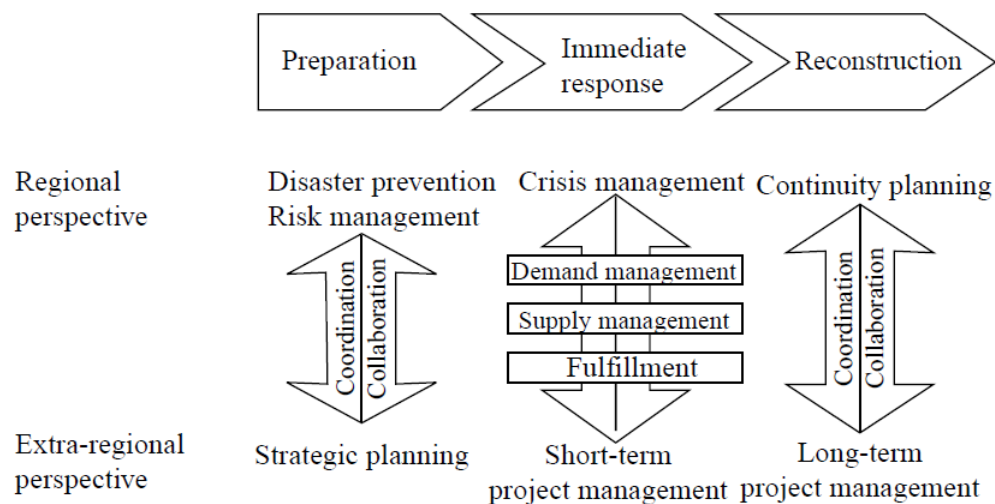 Preparation
Immediate
response
Reconstruction
Regional
perspective
Disaster prevention
Risk management
Crisis management
Continuity planning
Coordination
Collaboration
Demand management
Supply management
Fulfillment
Coordination
Collaboration
Extra-regional
perspective
Strategic planning
Short-term
project management
Long-term
project management